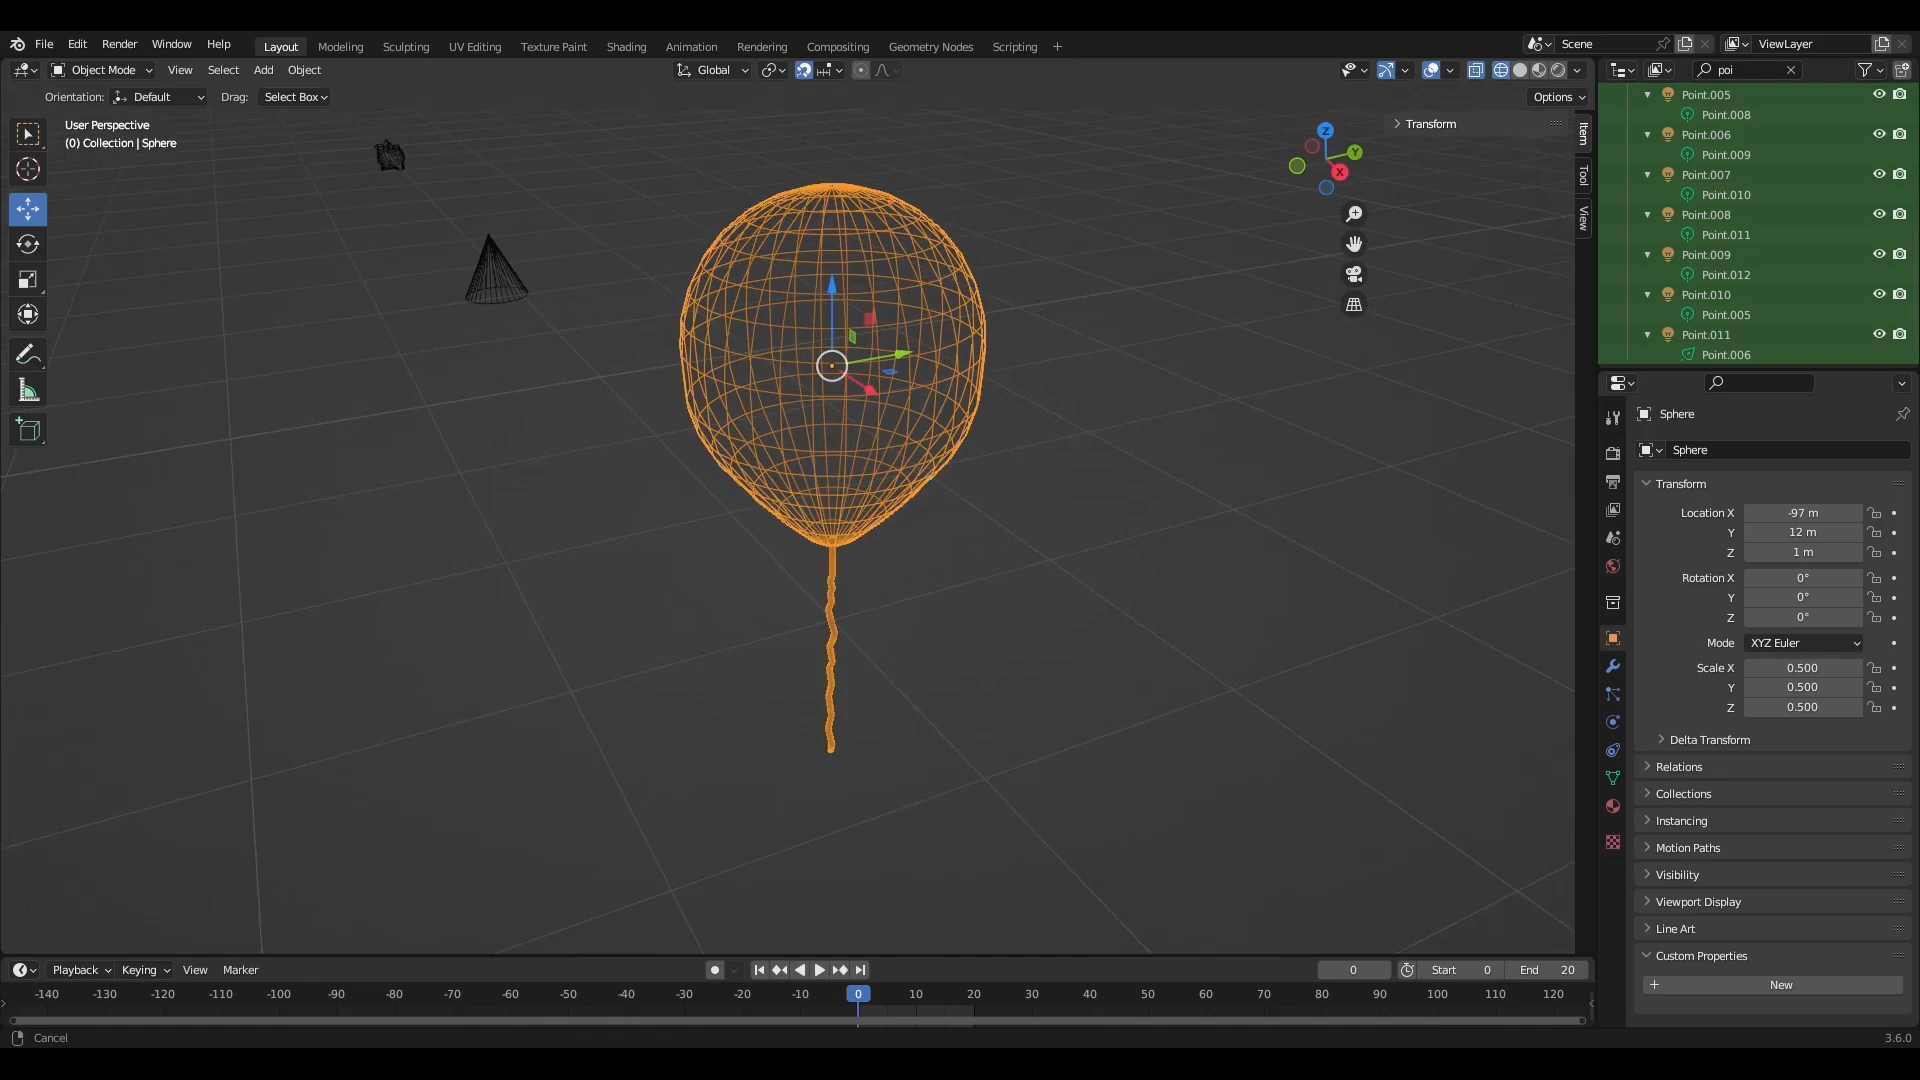 File Edit Render Window Help Layout Modeling Sculpting UV Editing Texture Paint Shading Animation Rendering Compositing Geometry Nodes Scripting + Scene ViewLayer
Object Mode View Select Add Object Global poi
Orientation: Default Drag: Select Box Options
User Perspective
(0) Collection | Sphere
Transform
Item
Tool
View
Z
Y
X
Point.005
Point.008
Point.006
Point.009
Point.007
Point.010
Point.008
Point.011
Point.009
Point.012
Point.010
Point.005
Point.011
Point.006
Sphere
Sphere
Transform
Location X -97 m
Y 12 m
Z 1 m
Rotation X 0°
Y 0°
Z 0°
Mode XYZ Euler
Scale X 0.500
Y 0.500
Z 0.500
Delta Transform
Relations
Collections
Instancing
Motion Paths
Visibility
Viewport Display
Line Art
Custom Properties
+ New
Playback Keying View Marker 0 Start 0 End 20
-140 -130 -120 -110 -100 -90 -80 -70 -60 -50 -40 -30 -20 -10 0 10 20 30 40 50 60 70 80 90 100 110 120
Cancel 3.6.0